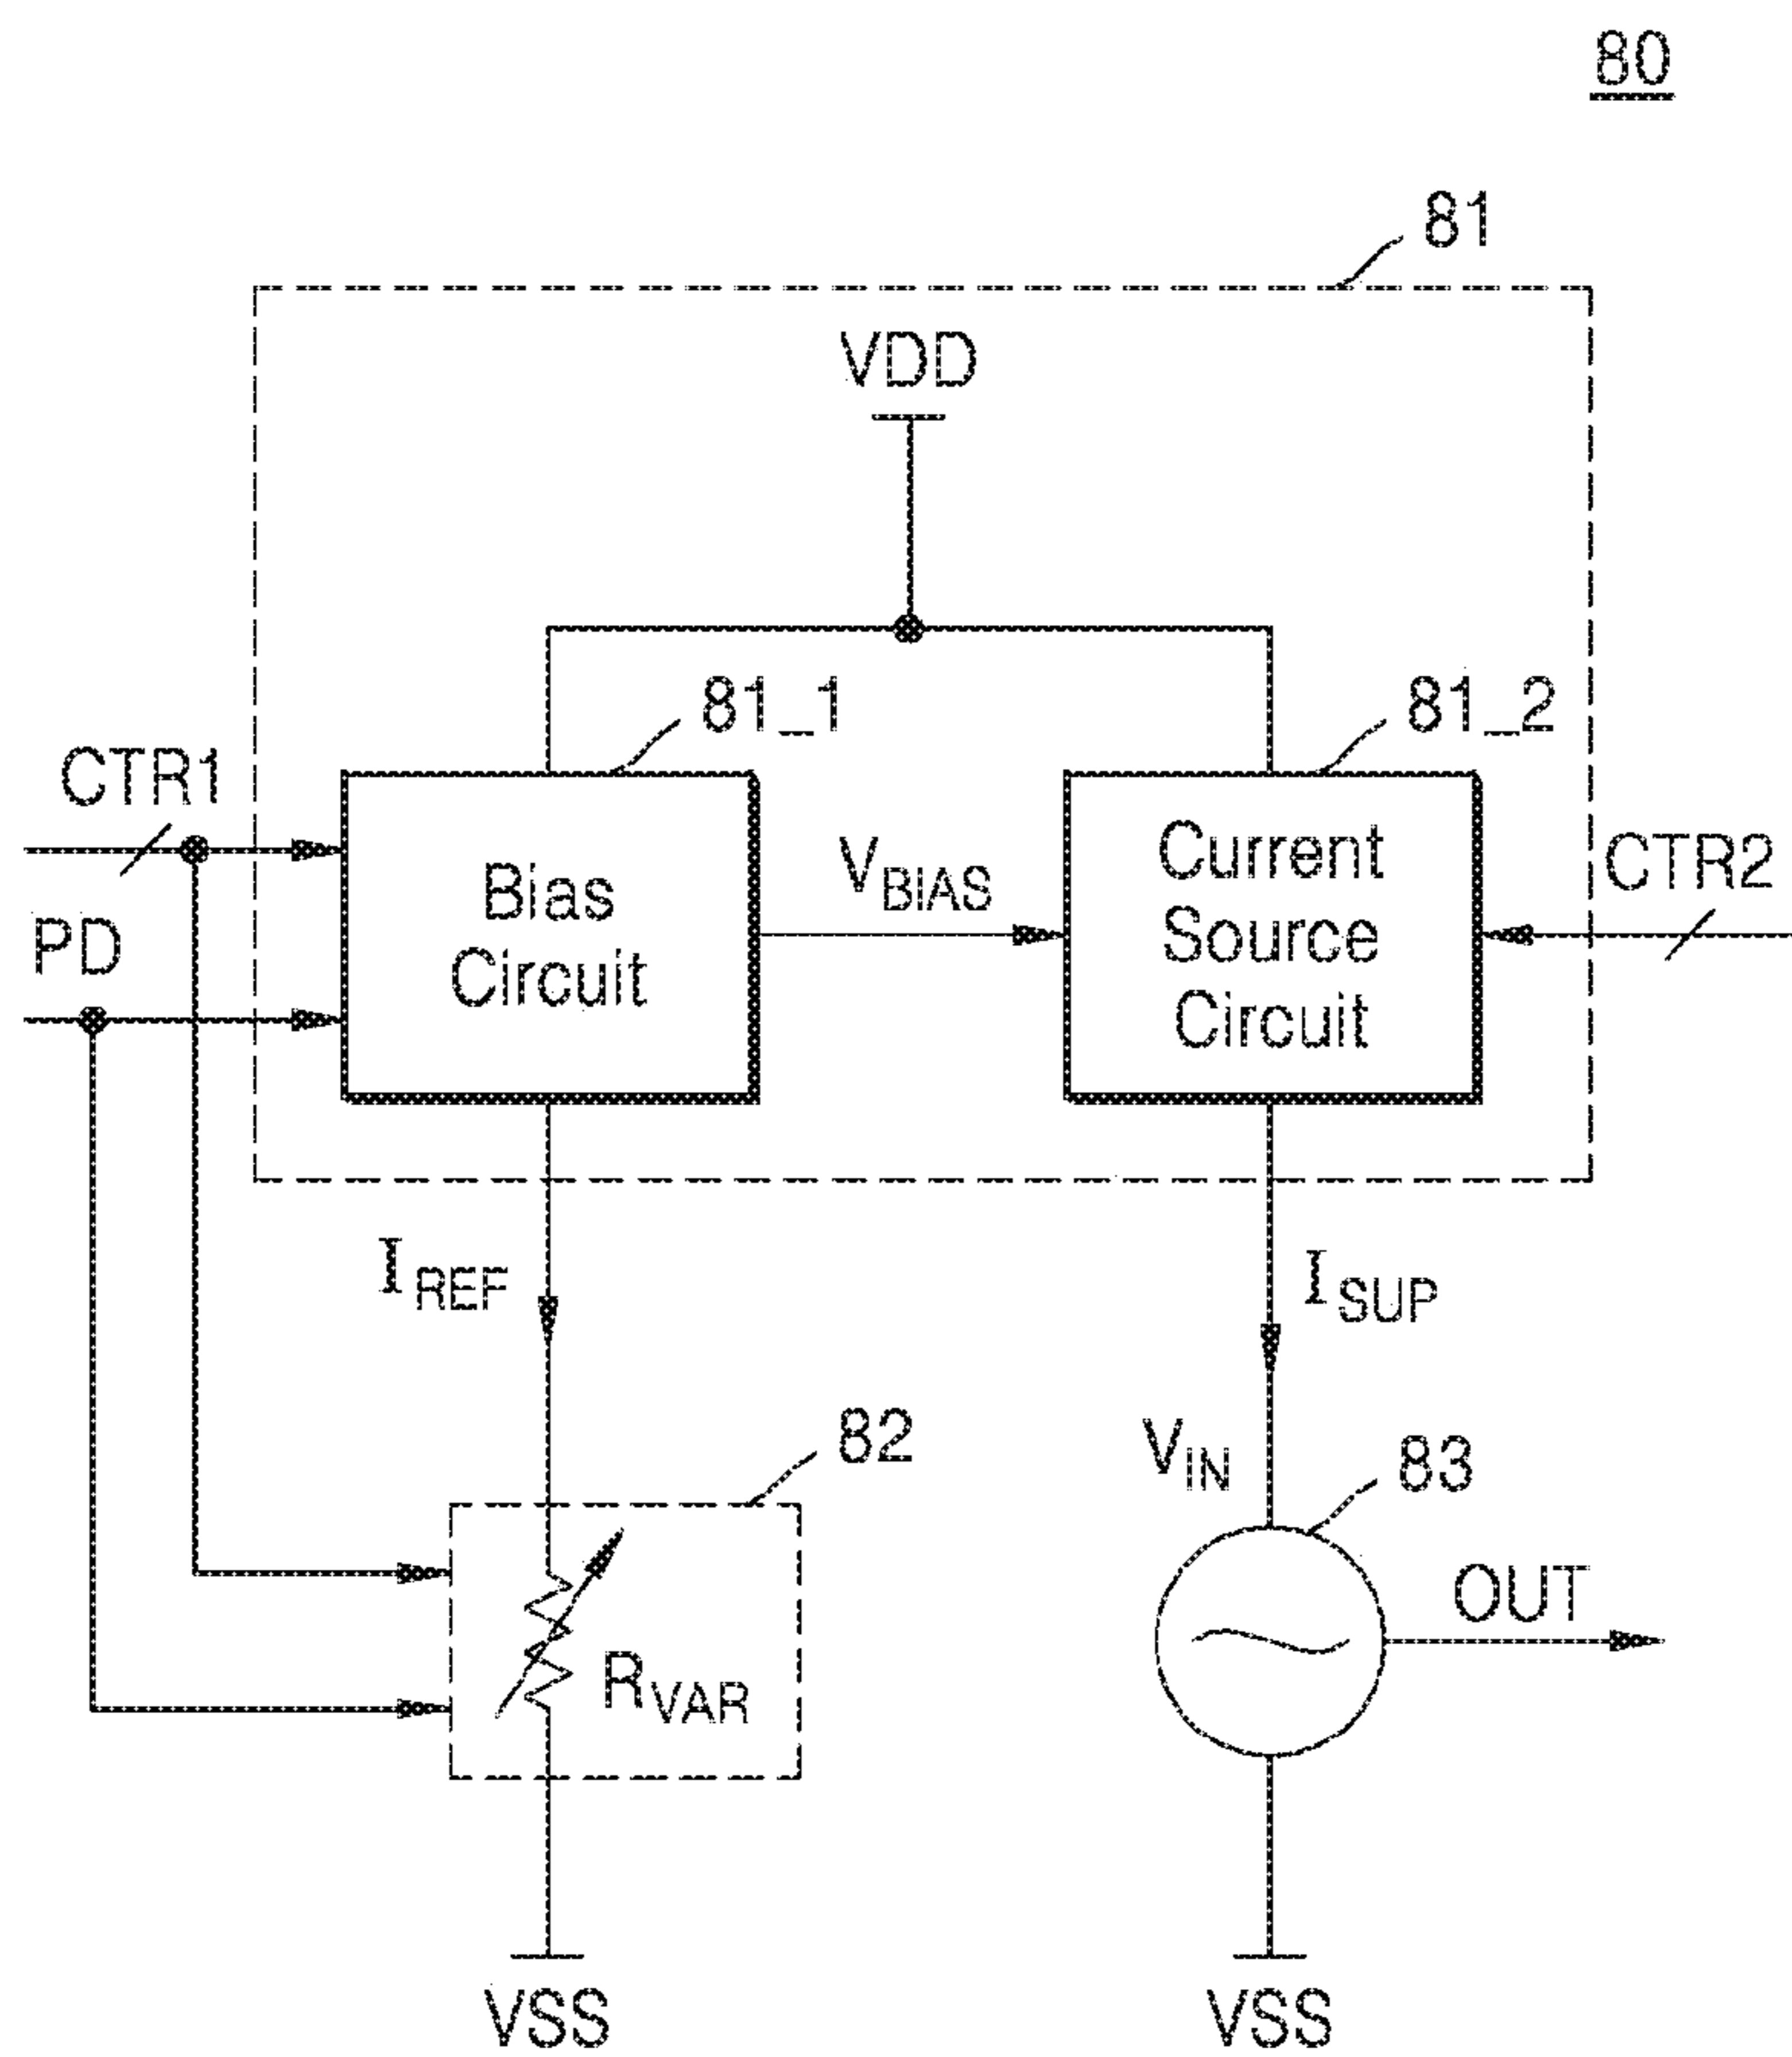 80
81
VDD
81_1
81_2
CTR1
PD
Bias
Circuit
VBIAS
Current
Source
Circuit
CTR2
IREF
ISUP
82
VIN
83
RVAR
OUT
VSS
VSS